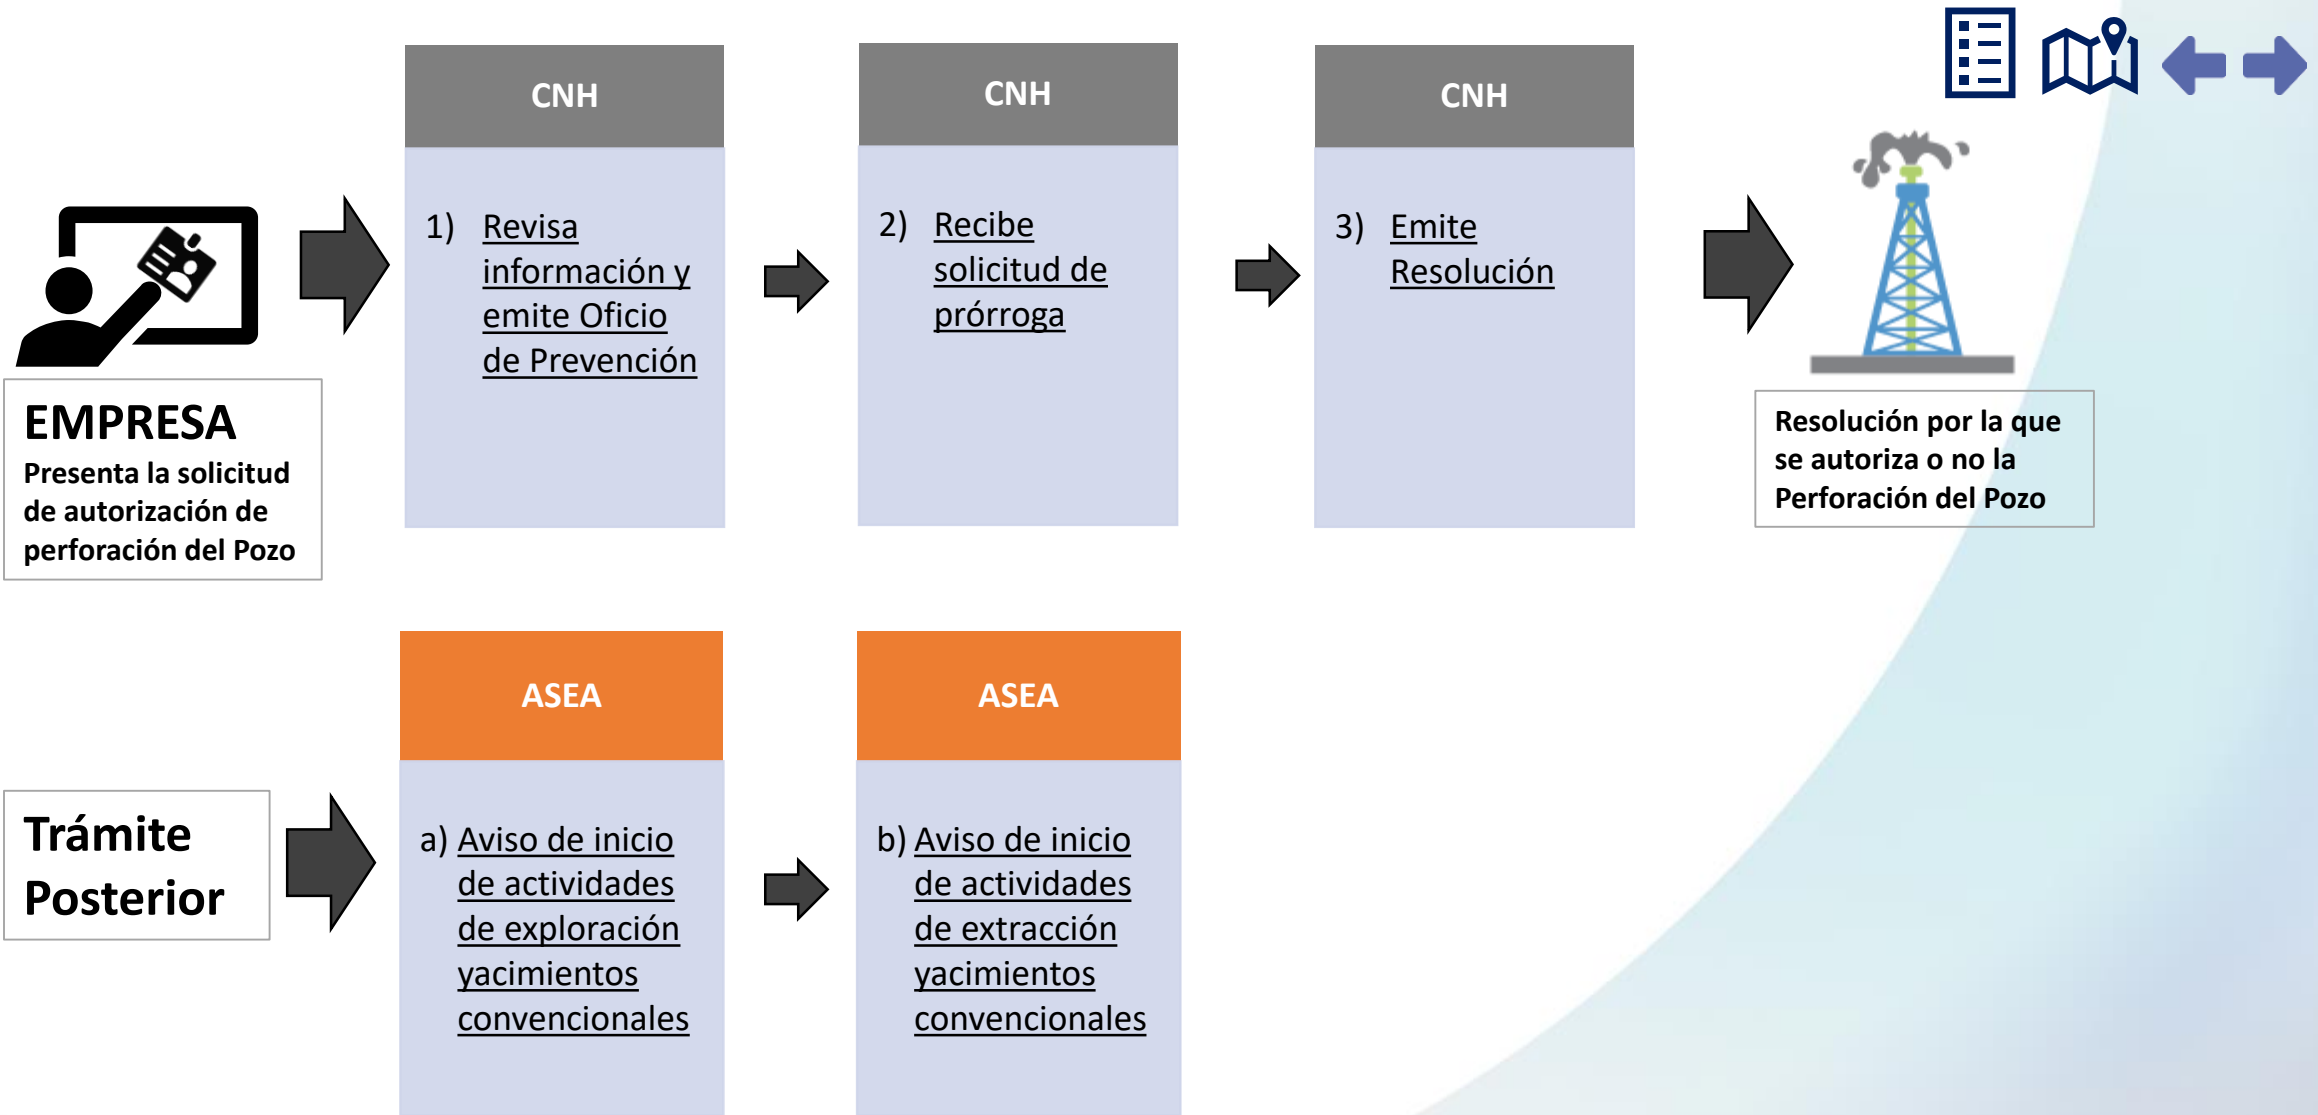 CNH
1) Revisa
información y
emite Oficio
de Prevención
CNH
2) Recibe
solicitud de
prórroga
CNH
3) Emite
Resolución
EMPRESA
Presenta la solicitud
de autorización de
perforación del Pozo
Resolución por la que
se autoriza o no la
Perforación del Pozo
Trámite
Posterior
ASEA
a) Aviso de inicio
de actividades
de exploración
yacimientos
convencionales
ASEA
b) Aviso de inicio
de actividades
de extracción
yacimientos
convencionales